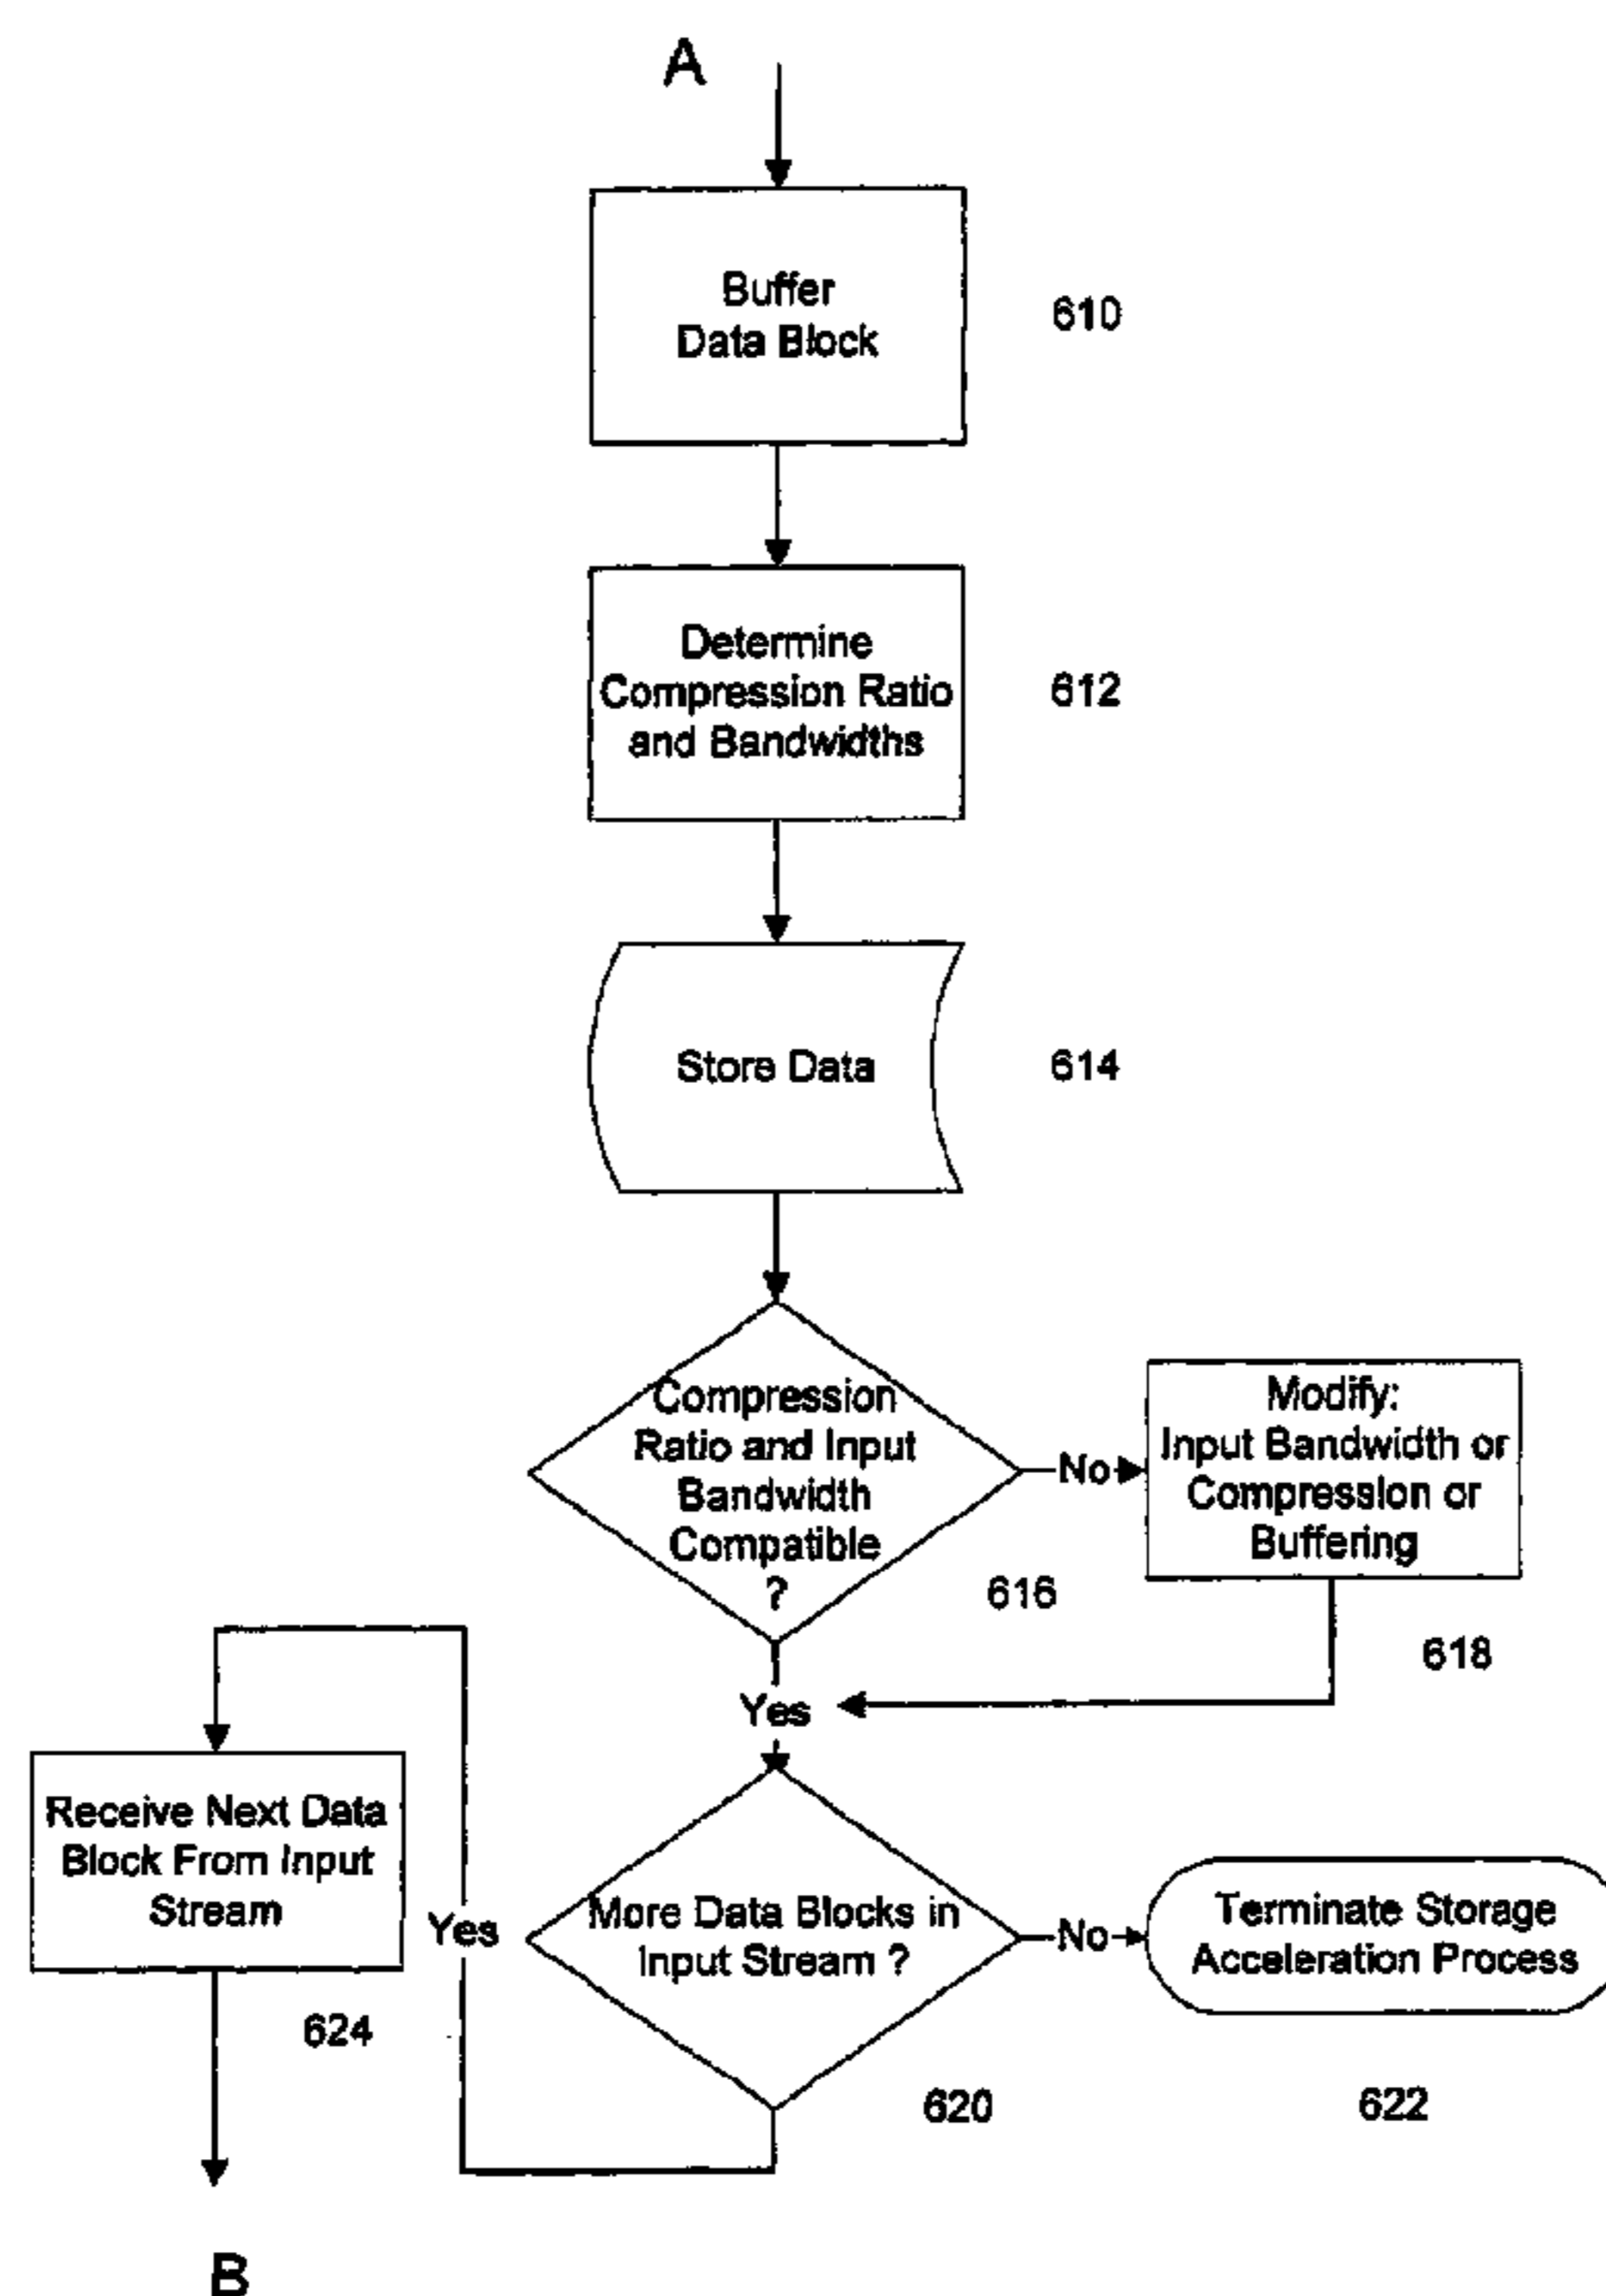 A
Buffer
Data Block
610
Determine
Compression Ratio
and Bandwidths
612
Store Data
614
Compression
Ratio and Input
Bandwidth
Compatible
?
616
No
Modify:
Input Bandwidth or
Compression or
Buffering
618
Yes
More Data Blocks in
Input Stream ?
620
No
Terminate Storage
Acceleration Process
622
Yes
Receive Next Data
Block From Input
Stream
624
B